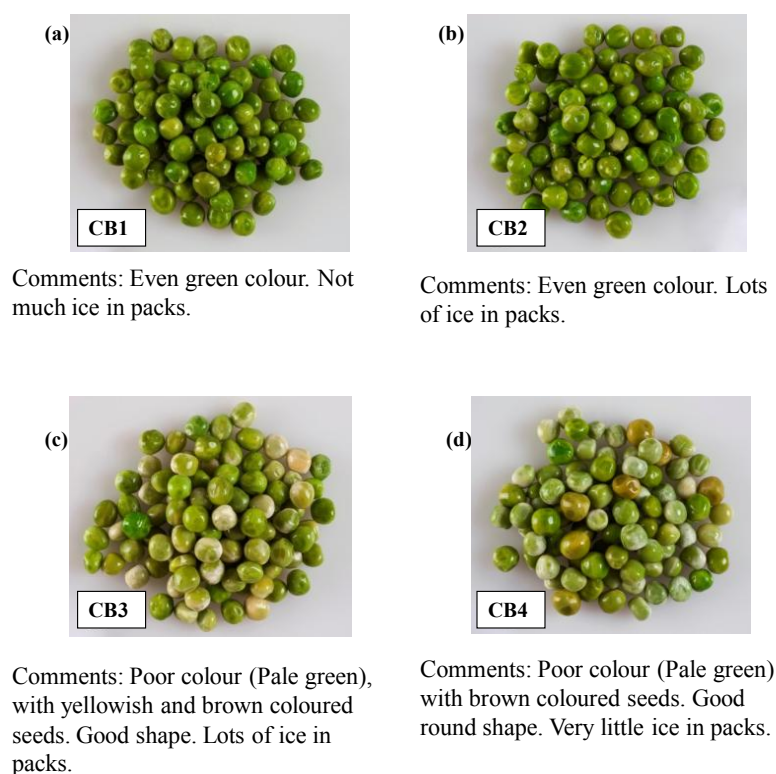 (a)
CB1
Comments: Even green colour. Not
much ice in packs.
(b)
CB2
Comments: Even green colour. Lots
of ice in packs.
(c)
CB3
Comments: Poor colour (Pale green),
with yellowish and brown coloured
seeds. Good shape. Lots of ice in
packs.
(d)
CB4
Comments: Poor colour (Pale green)
with brown coloured seeds. Good
round shape. Very little ice in packs.